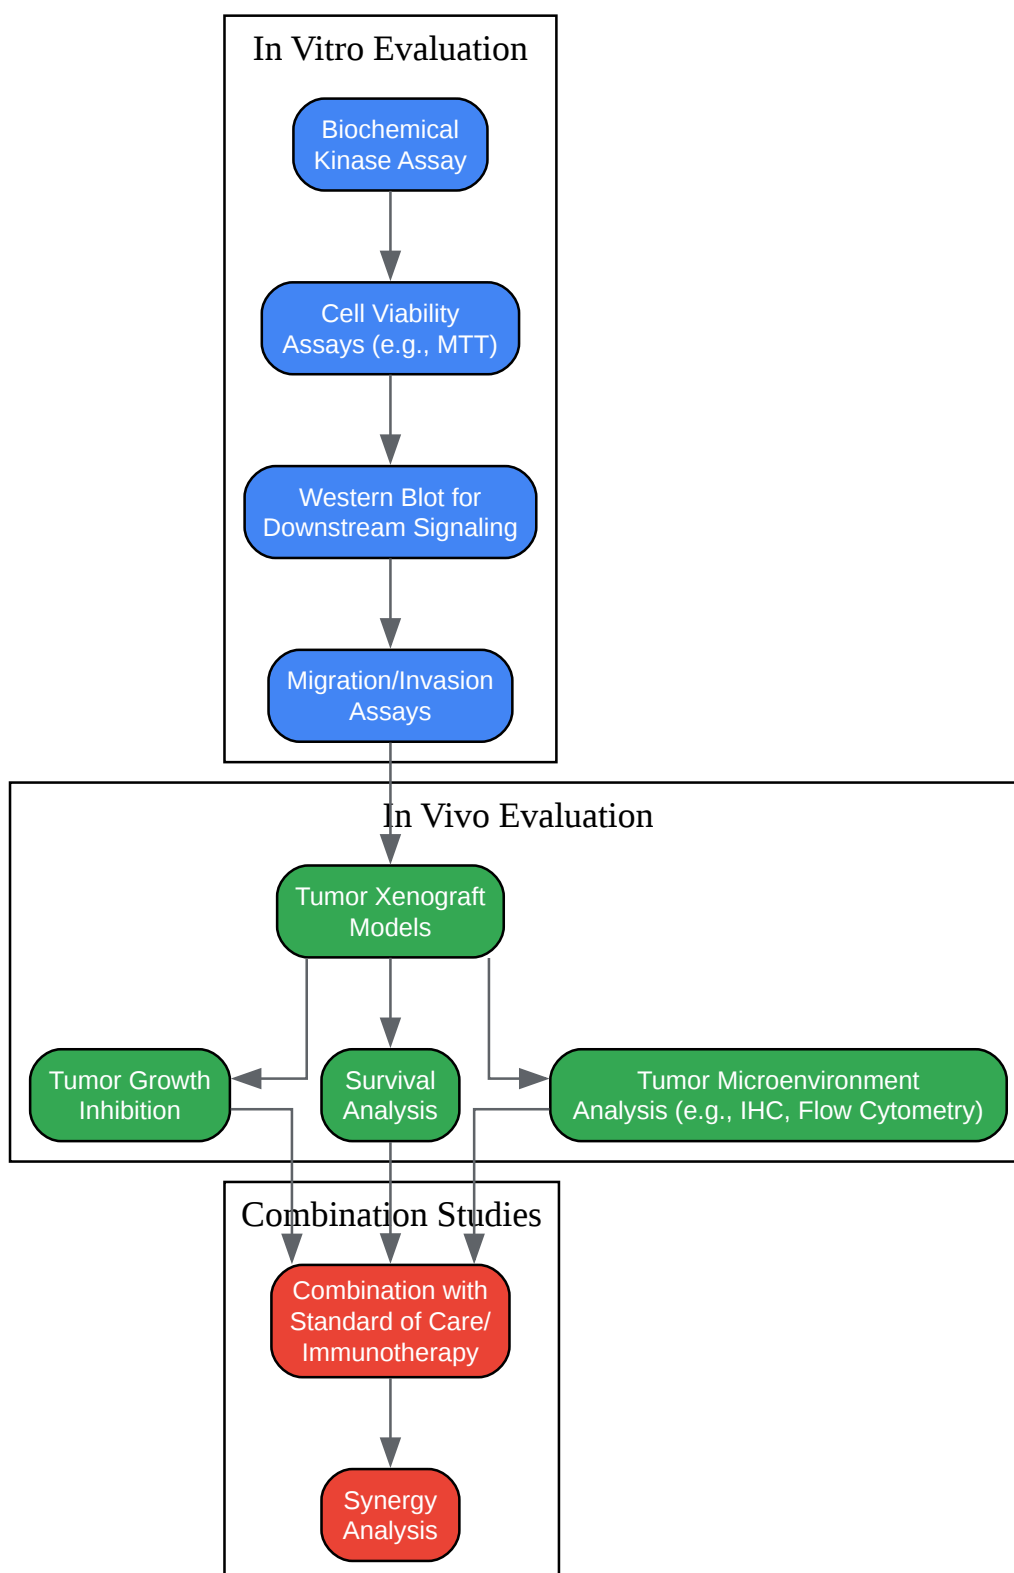 In Vitro Evaluation
Biochemical
Kinase Assay
Cell Viability
Assays (e.g., MTT)
Western Blot for
Downstream Signaling
Migration/Invasion
Assays
In Vivo Evaluation
Tumor Xenograft
Models
Tumor Growth
Inhibition
Survival
Analysis
Tumor Microenvironment
Analysis (e.g., IHC, Flow Cytometry)
Combination Studies
Combination with
Standard of Care/
Immunotherapy
Synergy
Analysis